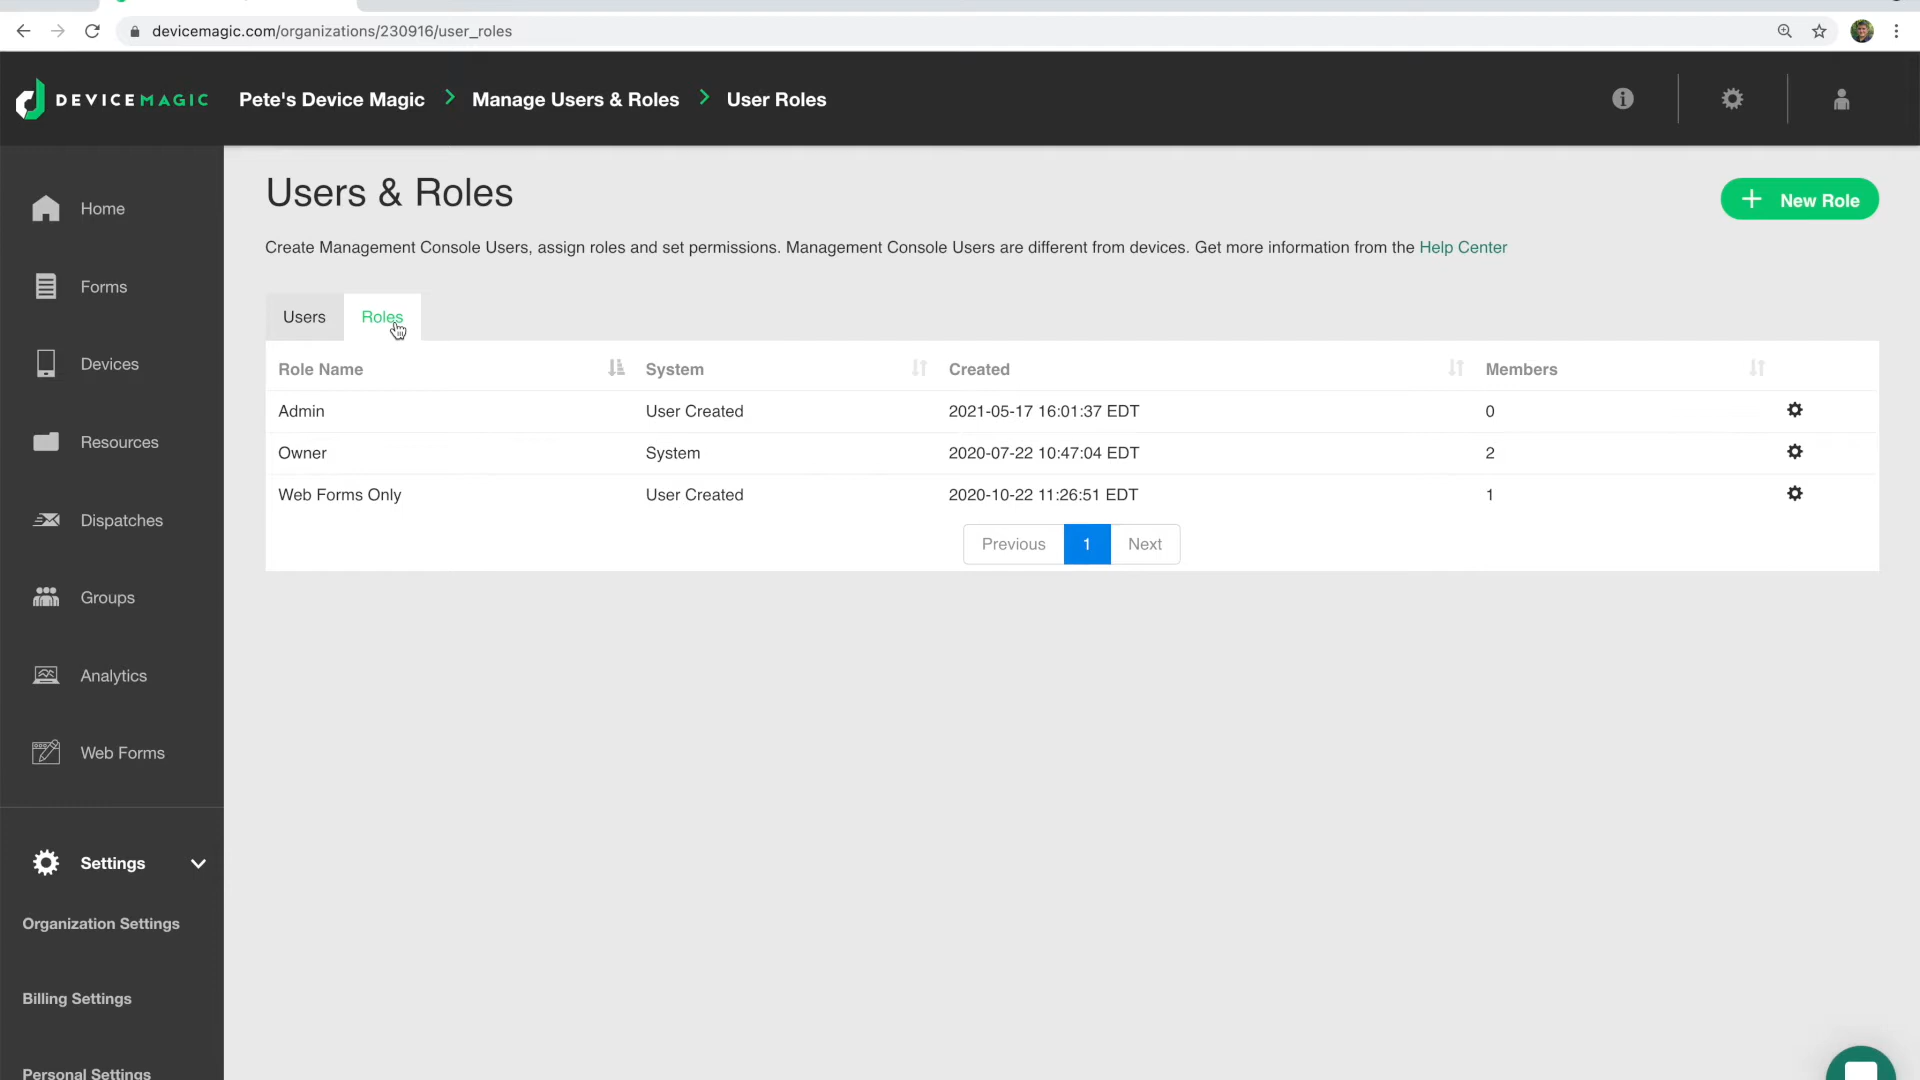 devicemagic.com/organizations/230916/user_roles
DEVICEMAGIC
Pete's Device Magic
Manage Users & Roles
User Roles
Home
Forms
Devices
Resources
Dispatches
Groups
Analytics
Web Forms
Settings
Organization Settings
Billing Settings
Personal Settings
Users & Roles
New Role
Create Management Console Users, assign roles and set permissions. Management Console Users are different from devices. Get more information from the Help Center
Users Roles
Role Name System Created Members
Admin User Created 2021-05-17 16:01:37 EDT 0
Owner System 2020-07-22 10:47:04 EDT 2
Web Forms Only User Created 2020-10-22 11:26:51 EDT 1
Previous 1 Next